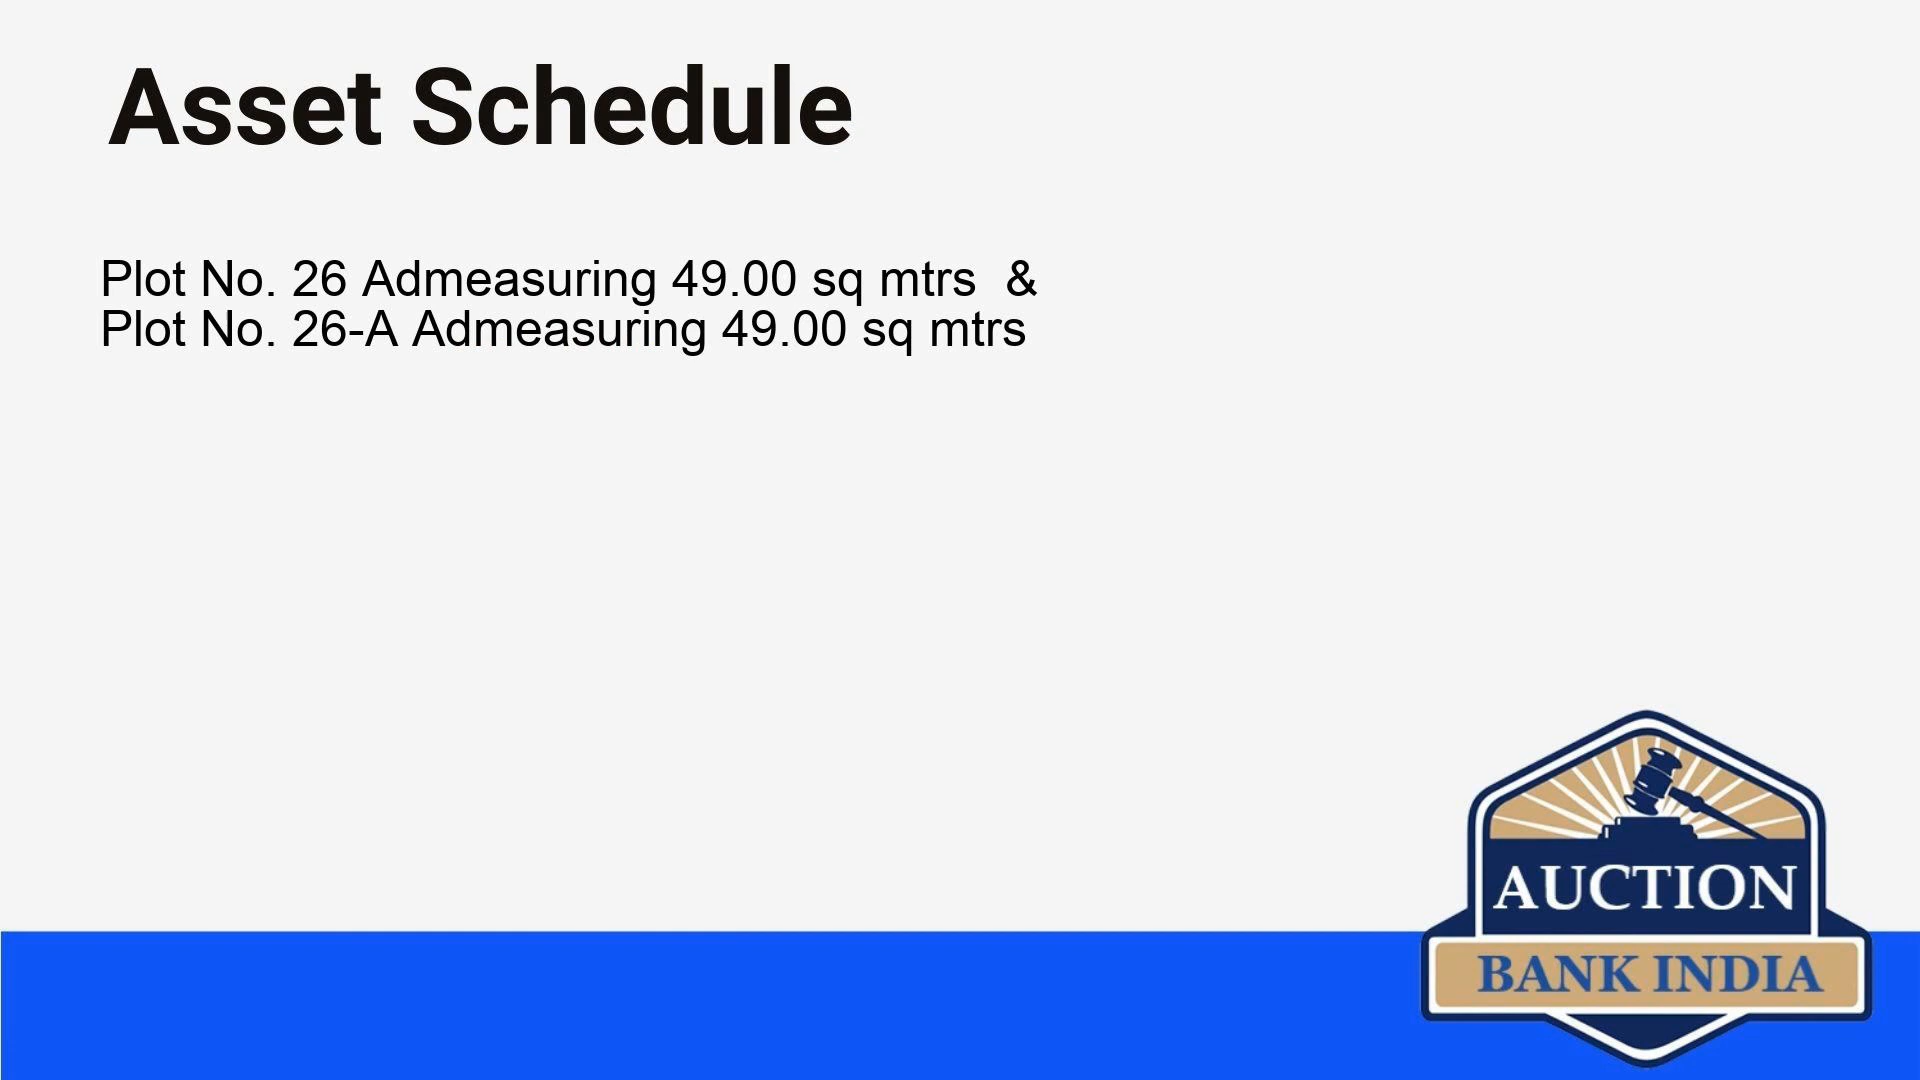 Asset Schedule
Plot No. 26 Admeasuring 49.00 sq mtrs  &
Plot No. 26-A Admeasuring 49.00 sq mtrs
AUCTION
BANK INDIA